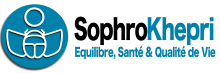 SophroKhepri
Equilibre, Santé & Qualité de Vie